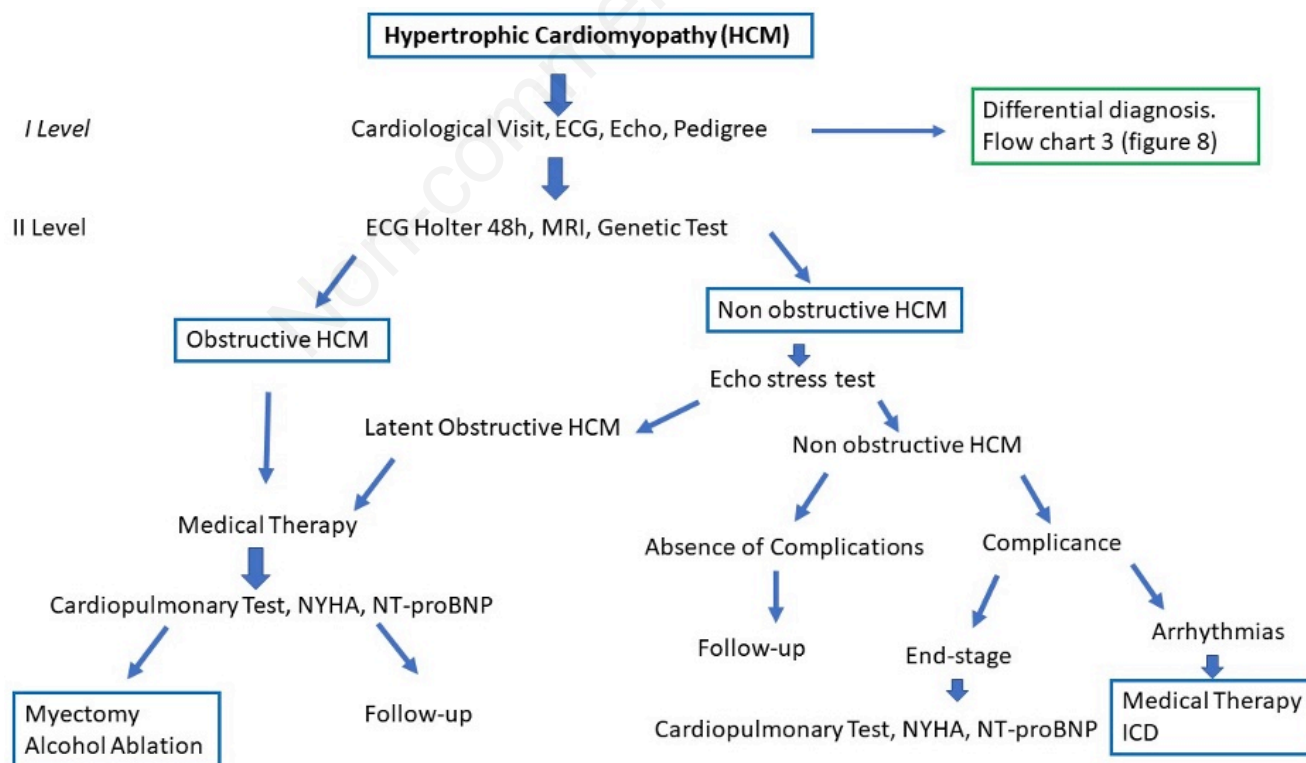 Hypertrophic Cardiomyopathy (HCM)
I Level
Cardiological Visit, ECG, Echo, Pedigree
Differential diagnosis.
Flow chart 3 (figure 8)
II Level
ECG Holter 48h, MRI, Genetic Test
Obstructive HCM
Non obstructive HCM
Echo stress test
Latent Obstructive HCM
Non obstructive HCM
Medical Therapy
Absence of Complications
Complicance
Cardiopulmonary Test, NYHA, NT-proBNP
Follow-up
End-stage
Arrhythmias
Myectomy
Alcohol Ablation
Follow-up
Cardiopulmonary Test, NYHA, NT-proBNP
Medical Therapy
ICD
Non-comme